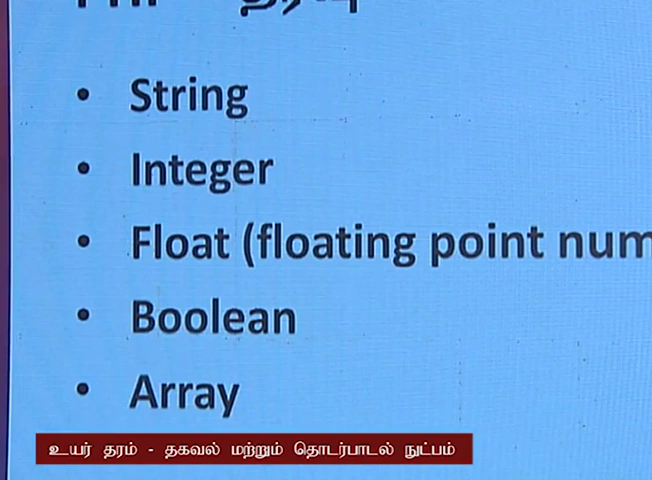 • String
• Integer
• Float (floating point num
• Boolean
• Array
உயர் தரம் - தகவல் மற்றும் தொடர்பாடல் நுட்பம்